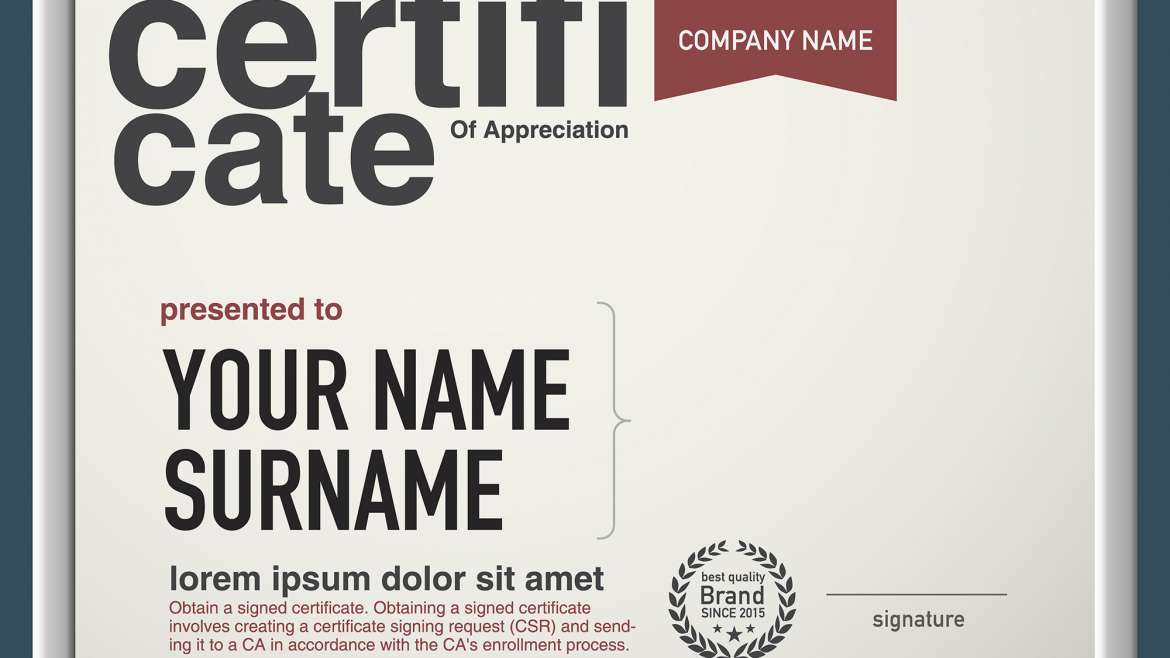 certifi
cate
Of Appreciation
COMPANY NAME
presented to
YOUR NAME
SURNAME
lorem ipsum dolor sit amet
Obtain a signed certificate. Obtaining a signed certificate
involves creating a certificate signing request (CSR) and send-
ing it to a CA in accordance with the CA's enrollment process.
best quality
Brand
SINCE 2015
signature